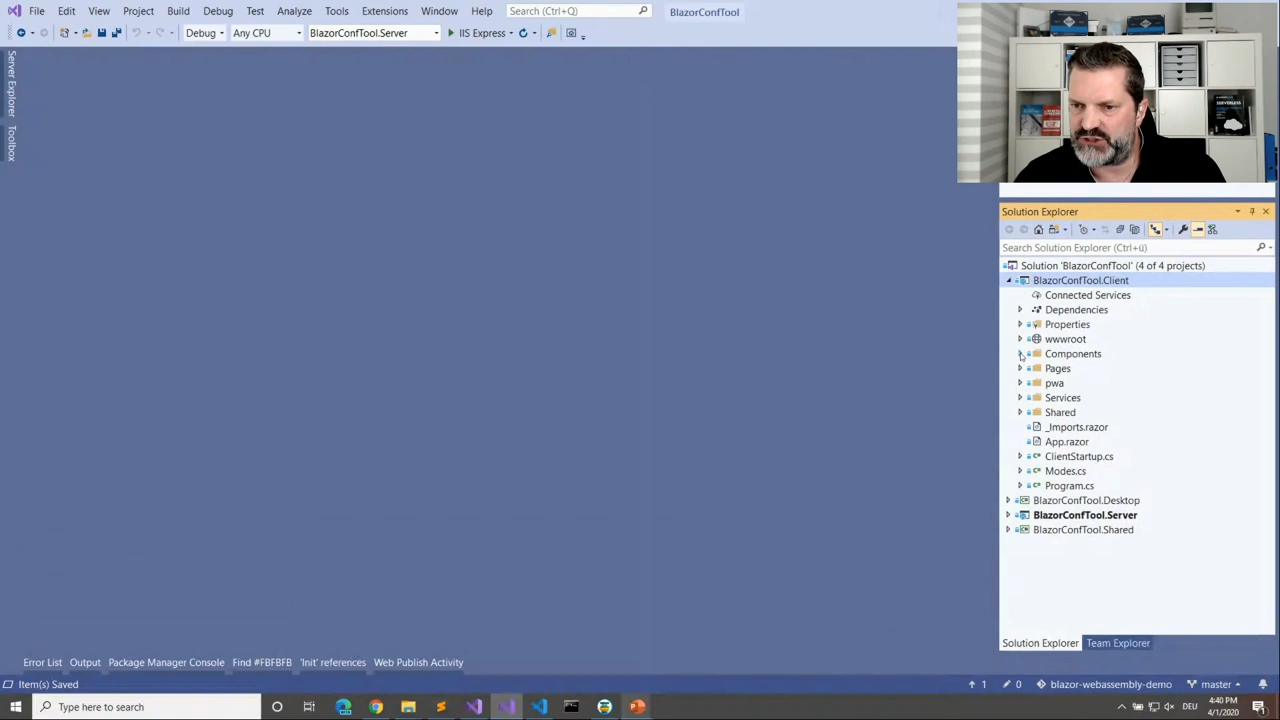 File Edit View Project Build Debug Test Analyze Tools Extensions Window Help Search (Ctrl+Q) BlazorConfTool
Debug Any CPU BlazorConfTool.Server IIS Express
Server Explorer
Toolbox
SERVERLESS
Solution Explorer
Search Solution Explorer (Ctrl+ü)
Solution 'BlazorConfTool' (4 of 4 projects)
BlazorConfTool.Client
Connected Services
Dependencies
Properties
wwwroot
Components
Pages
pwa
Services
Shared
_Imports.razor
App.razor
ClientStartup.cs
Modes.cs
Program.cs
BlazorConfTool.Desktop
BlazorConfTool.Server
BlazorConfTool.Shared
Solution Explorer Team Explorer
Error List Output Package Manager Console Find #FBFBFB 'Init' references Web Publish Activity
Item(s) Saved 1 0 blazor-webassembly-demo master
Type here to search DEU 4:40 PM
4/1/2020